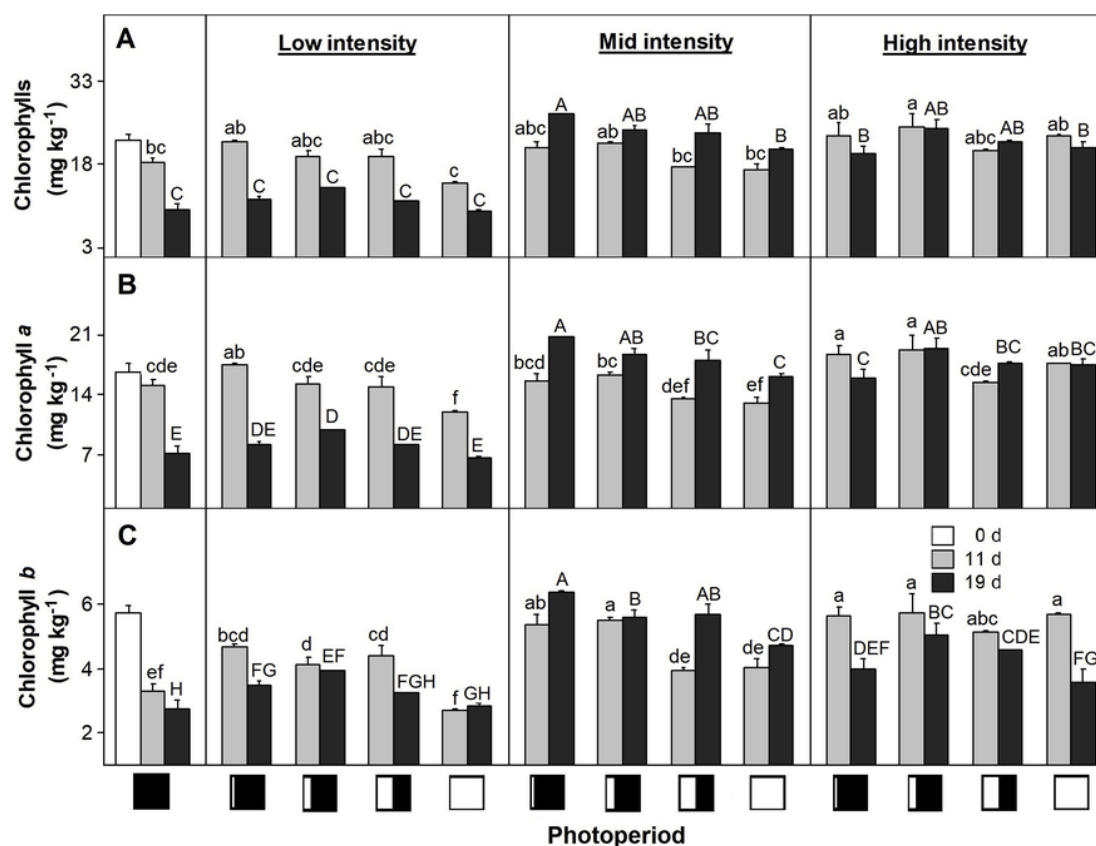 A
Low intensity
Mid intensity
High intensity
Chlorophylls
(mg kg-1)
33
18
3
bc C
ab C abc C abc C c C
abc A ab AB bc AB bc B
ab B a AB abc AB ab B
B
Chlorophyll a
(mg kg-1)
21
14
7
cde E
ab DE cde D cde DE f E
bcd A bc AB def BC ef C
a C a AB cde BC ab BC
C
Chlorophyll b
(mg kg-1)
6
4
2
0 d
11 d
19 d
ef H
bcd FG d EF cd FGH f GH
ab A a B de AB de CD
a DEF a BC abc CDE a FG
Photoperiod